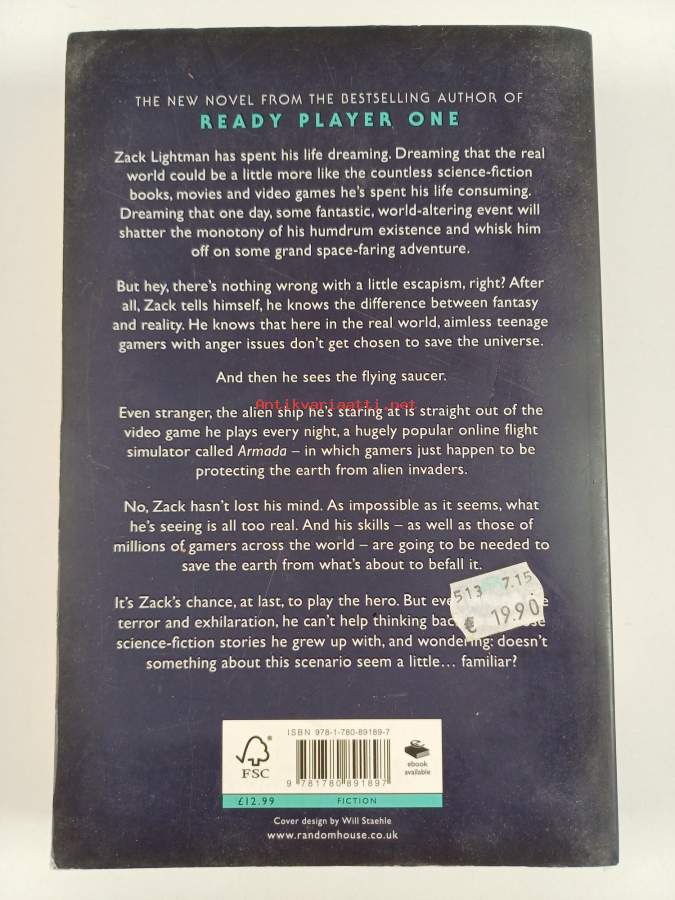 THE NEW NOVEL FROM THE BESTSELLING AUTHOR OF
READY PLAYER ONE
Zack Lightman has spent his life dreaming. Dreaming that the real
world could be a little more like the countless science-fiction
books, movies and video games he's spent his life consuming.
Dreaming that one day, some fantastic, world-altering event will
shatter the monotony of his humdrum existence and whisk him
off on some grand space-faring adventure.
But hey, there's nothing wrong with a little escapism, right? After
all, Zack tells himself, he knows the difference between fantasy
and reality. He knows that here in the real world, aimless teenage
gamers with anger issues don't get chosen to save the universe.
And then he sees the flying saucer.
Antikvariaatti.net
Even stranger, the alien ship he's staring at is straight out of the
video game he plays every night, a hugely popular online flight
simulator called Armada – in which gamers just happen to be
protecting the earth from alien invaders.
No, Zack hasn't lost his mind. As impossible as it seems, what
he's seeing is all too real. And his skills – as well as those of
millions of gamers across the world – are going to be needed to
save the earth from what's about to befall it.
513 7.15
€ 19.90
It's Zack's chance, at last, to play the hero. But
terror and exhilaration, he can't help thinking
science-fiction stories he grew up with, and wondering: doesn't
something about this scenario seem a little... familiar?
ISBN 978-1-780-89189-7
9 781780 891897
FSC
ebook
available
£12.99 FICTION
Cover design by Will Staehle
www.randomhouse.co.uk